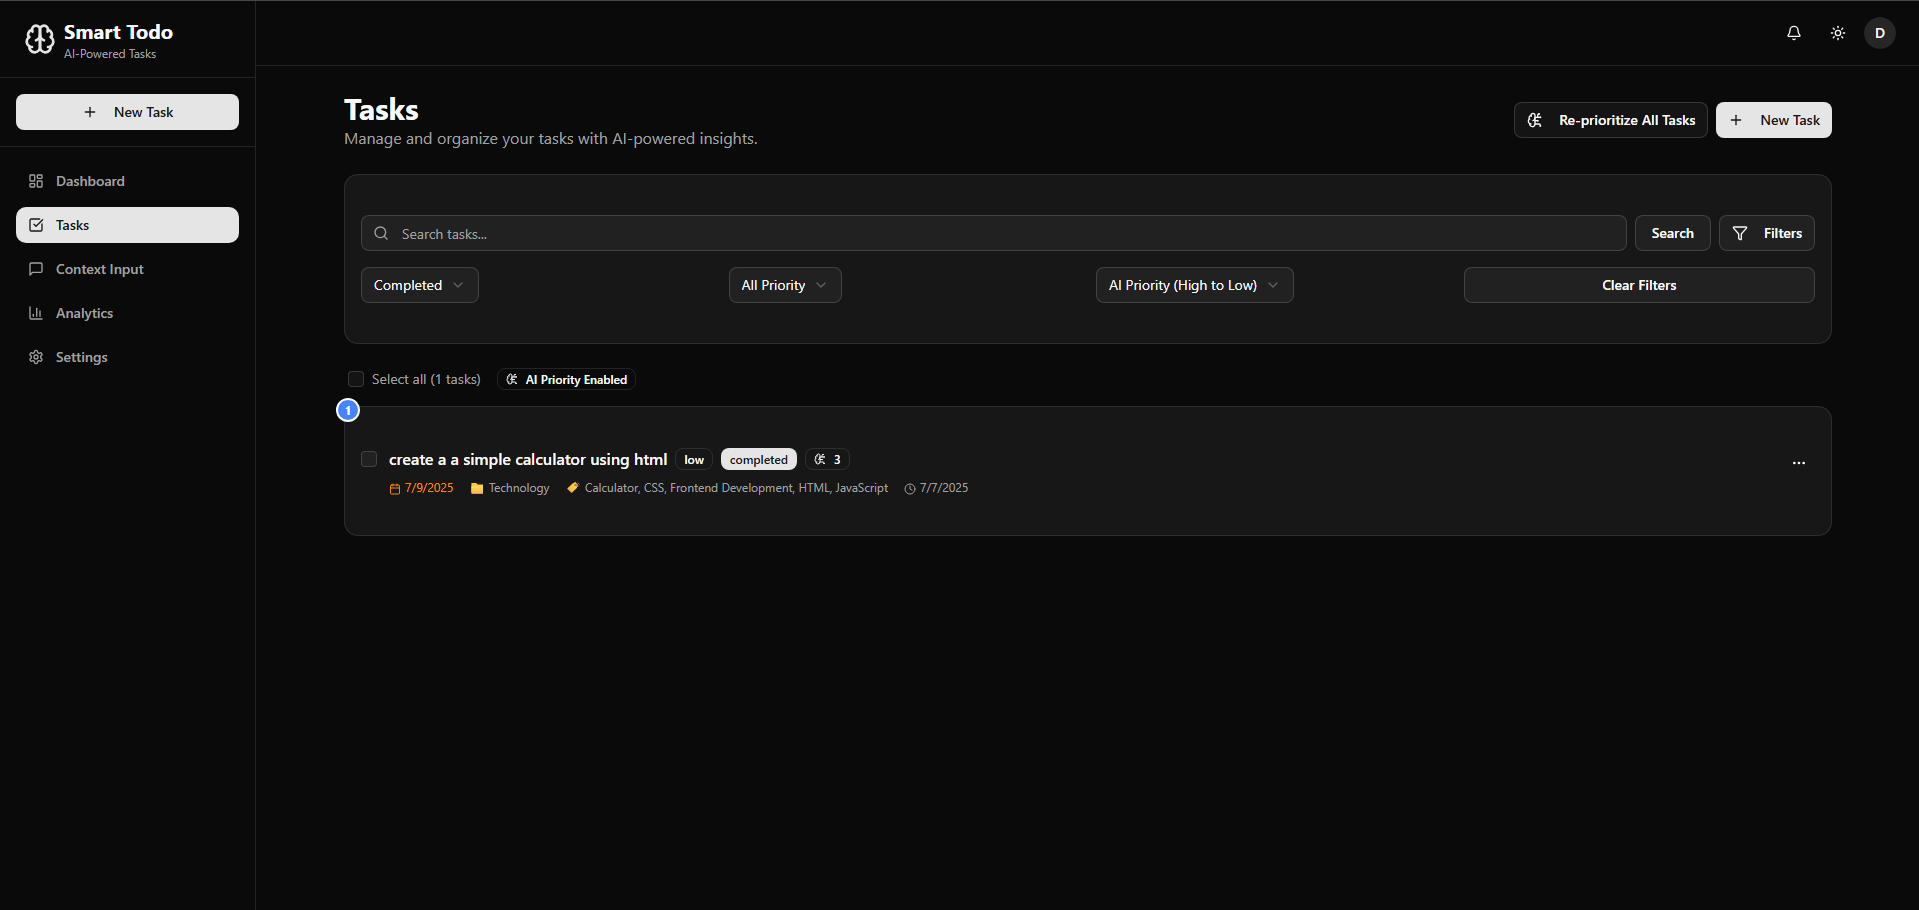 Smart Todo
AI-Powered Tasks
New Task
Dashboard
Tasks
Context Input
Analytics
Settings
D
Tasks
Manage and organize your tasks with AI-powered insights.
Re-prioritize All Tasks
New Task
Search tasks...
Search
Filters
Completed
All Priority
AI Priority (High to Low)
Clear Filters
Select all (1 tasks)
AI Priority Enabled
1
create a a simple calculator using html low completed 3
7/9/2025 Technology Calculator, CSS, Frontend Development, HTML, JavaScript 7/7/2025